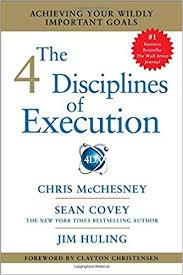 ACHIEVING YOUR WILDLY
IMPORTANT GOALS
#1
Business
Bestseller
The Wall Street
Journal
The
4 Disciplines
of Execution
4DX
CHRIS McCHESNEY
SEAN COVEY
THE NEW YORK TIMES BESTSELLING AUTHOR
JIM HULING
FOREWORD BY CLAYTON CHRISTENSEN